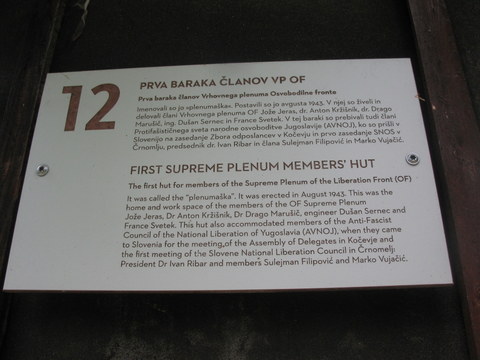 12
PRVA BARAKA ČLANOV VP OF
Prva baraka članov Vrhovnega plenuma Osvobodilne fronte
Imenovali so jo »plenumaška«. Postavili so jo avgusta 1943. V njej so živeli in
delovali člani Vrhovnega plenuma OF Jože Jeras, dr. Anton Kržišnik, dr. Drago
Marušič, ing. Dušan Sernec in France Svetek. V tej baraki so prebivali tudi člani
Protifašističnega sveta narodne osvoboditve Jugoslavije (AVNOJ), ko so prišli v
Slovenijo na zasedanje Zbora odposlancev v Kočevju in prvo zasedanje SNOS v
Črnomlju, predsednik dr. Ivan Ribar in člana Sulejman Filipović in Marko Vujačić.
FIRST SUPREME PLENUM MEMBERS' HUT
The first hut for members of the Supreme Plenum of the Liberation Front (OF)
It was called the "plenumaška". It was erected in August 1943. This was the
home and work space of the members of the OF Supreme Plenum
Jože Jeras, Dr Anton Kržišnik, Dr Drago Marušič, engineer Dušan Sernec and
France Svetek. This hut also accommodated members of the Anti-Fascist
Council of the National Liberation of Yugoslavia (AVNOJ), when they came
to Slovenia for the meeting of the Assembly of Delegates in Kočevje and
the first meeting of the Slovene National Liberation Council in Črnomelj:
President Dr Ivan Ribar and members Sulejman Filipović and Marko Vujačić.